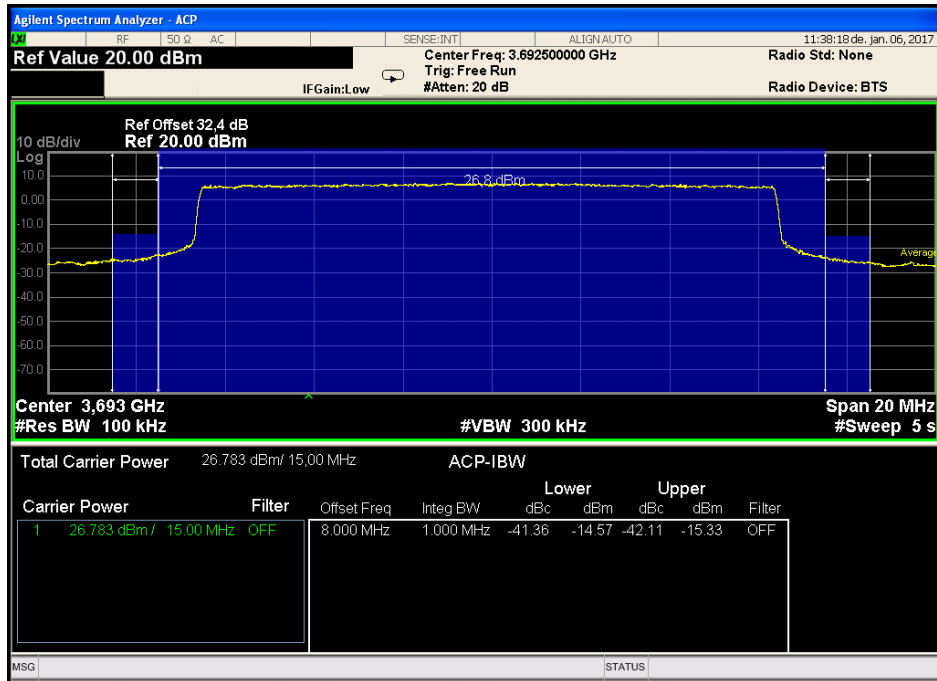 Agilent Spectrum Analyzer - ACP
LXI RF 50 Ω AC SENSE:INT ALIGN AUTO 11:38:18 de. jan. 06, 2017
Ref Value 20.00 dBm Center Freq: 3.692500000 GHz Radio Std: None
Trig: Free Run
IFGain:Low #Atten: 20 dB Radio Device: BTS
Ref Offset 32,4 dB
10 dB/div Ref 20.00 dBm
Log
10.0
26.8 dBm
0.00
-10.0
-20.0
Average
-30.0
-40.0
-50.0
-60.0
-70.0
Center 3,693 GHz Span 20 MHz
#Res BW 100 kHz #VBW 300 kHz #Sweep 5 s
Total Carrier Power 26.783 dBm/ 15,00 MHz ACP-IBW
Lower Upper
Carrier Power Filter Offset Freq Integ BW dBc dBm dBc dBm Filter
1 26.783 dBm / 15.00 MHz OFF 8.000 MHz 1.000 MHz -41.36 -14.57 -42.11 -15.33 OFF
MSG STATUS